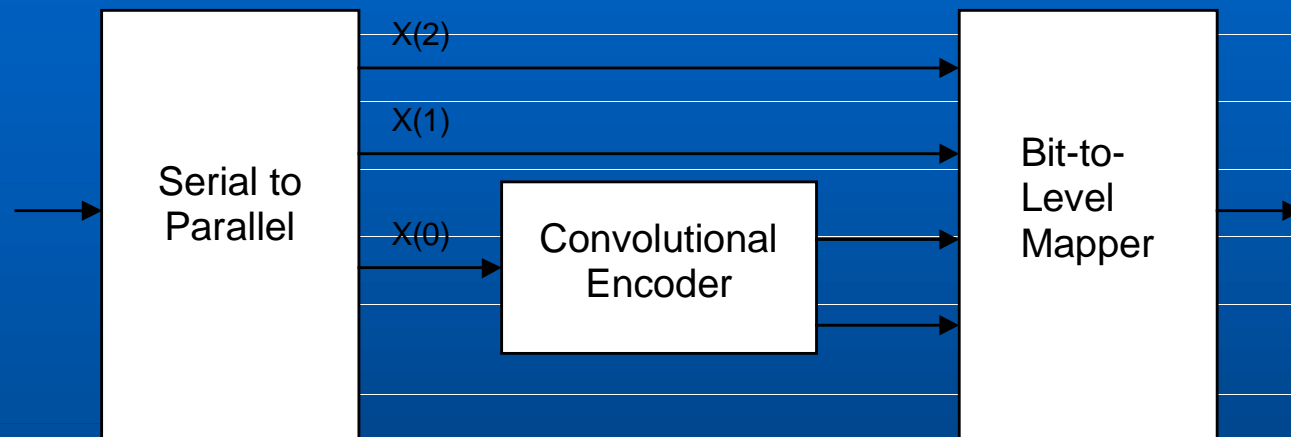 X(2)
X(1)
Serial to
Parallel
X(0)
Convolutional
Encoder
Bit-to-
Level
Mapper